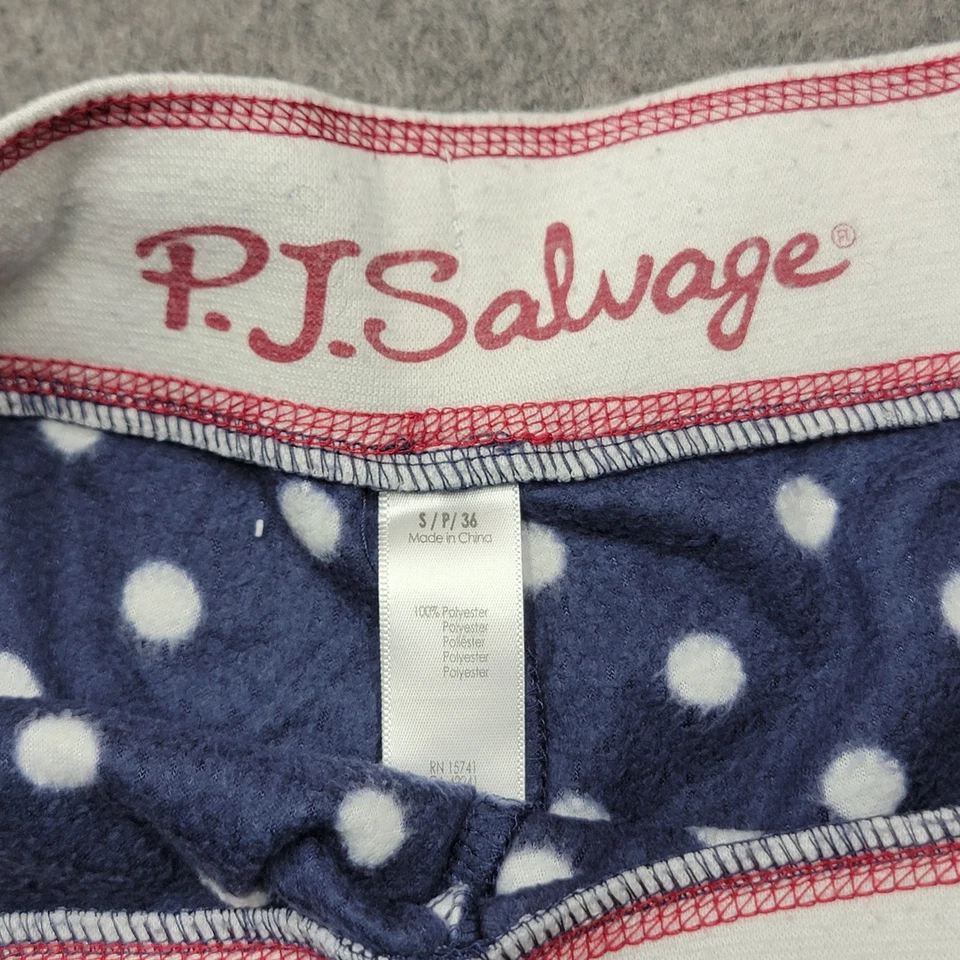 P.J.Salvage®
S / P / 36
Made in China
100% Polyester
Polyester
Poliéster
Polyester
Polyester
RN 15741